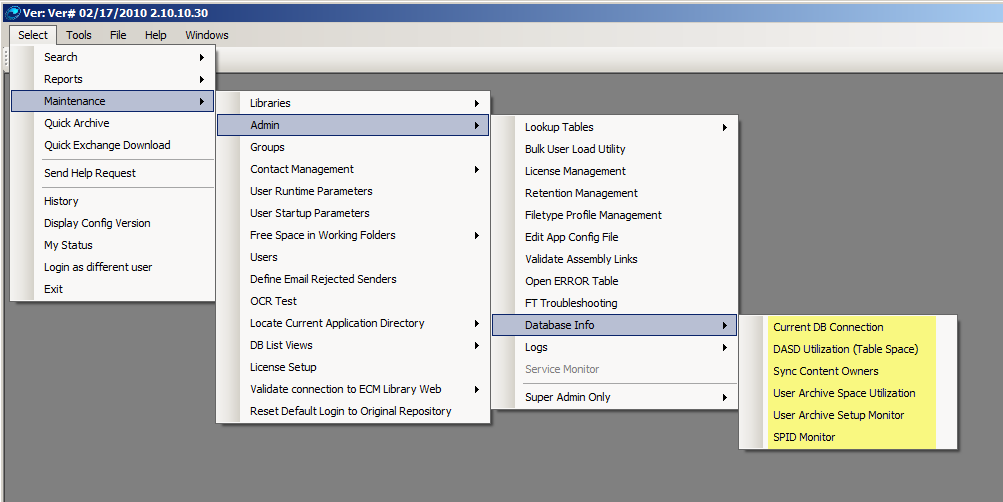 Ver: Ver# 02/17/2010 2.10.10.30
Select Tools File Help Windows
Search
Reports
Maintenance
Quick Archive
Quick Exchange Download
Send Help Request
History
Display Config Version
My Status
Login as different user
Exit
Libraries
Admin
Groups
Contact Management
User Runtime Parameters
User Startup Parameters
Free Space in Working Folders
Users
Define Email Rejected Senders
OCR Test
Locate Current Application Directory
DB List Views
License Setup
Validate connection to ECM Library Web
Reset Default Login to Original Repository
Lookup Tables
Bulk User Load Utility
License Management
Retention Management
Filetype Profile Management
Edit App Config File
Validate Assembly Links
Open ERROR Table
FT Troubleshooting
Database Info
Logs
Service Monitor
Super Admin Only
Current DB Connection
DASD Utilization (Table Space)
Sync Content Owners
User Archive Space Utilization
User Archive Setup Monitor
SPID Monitor